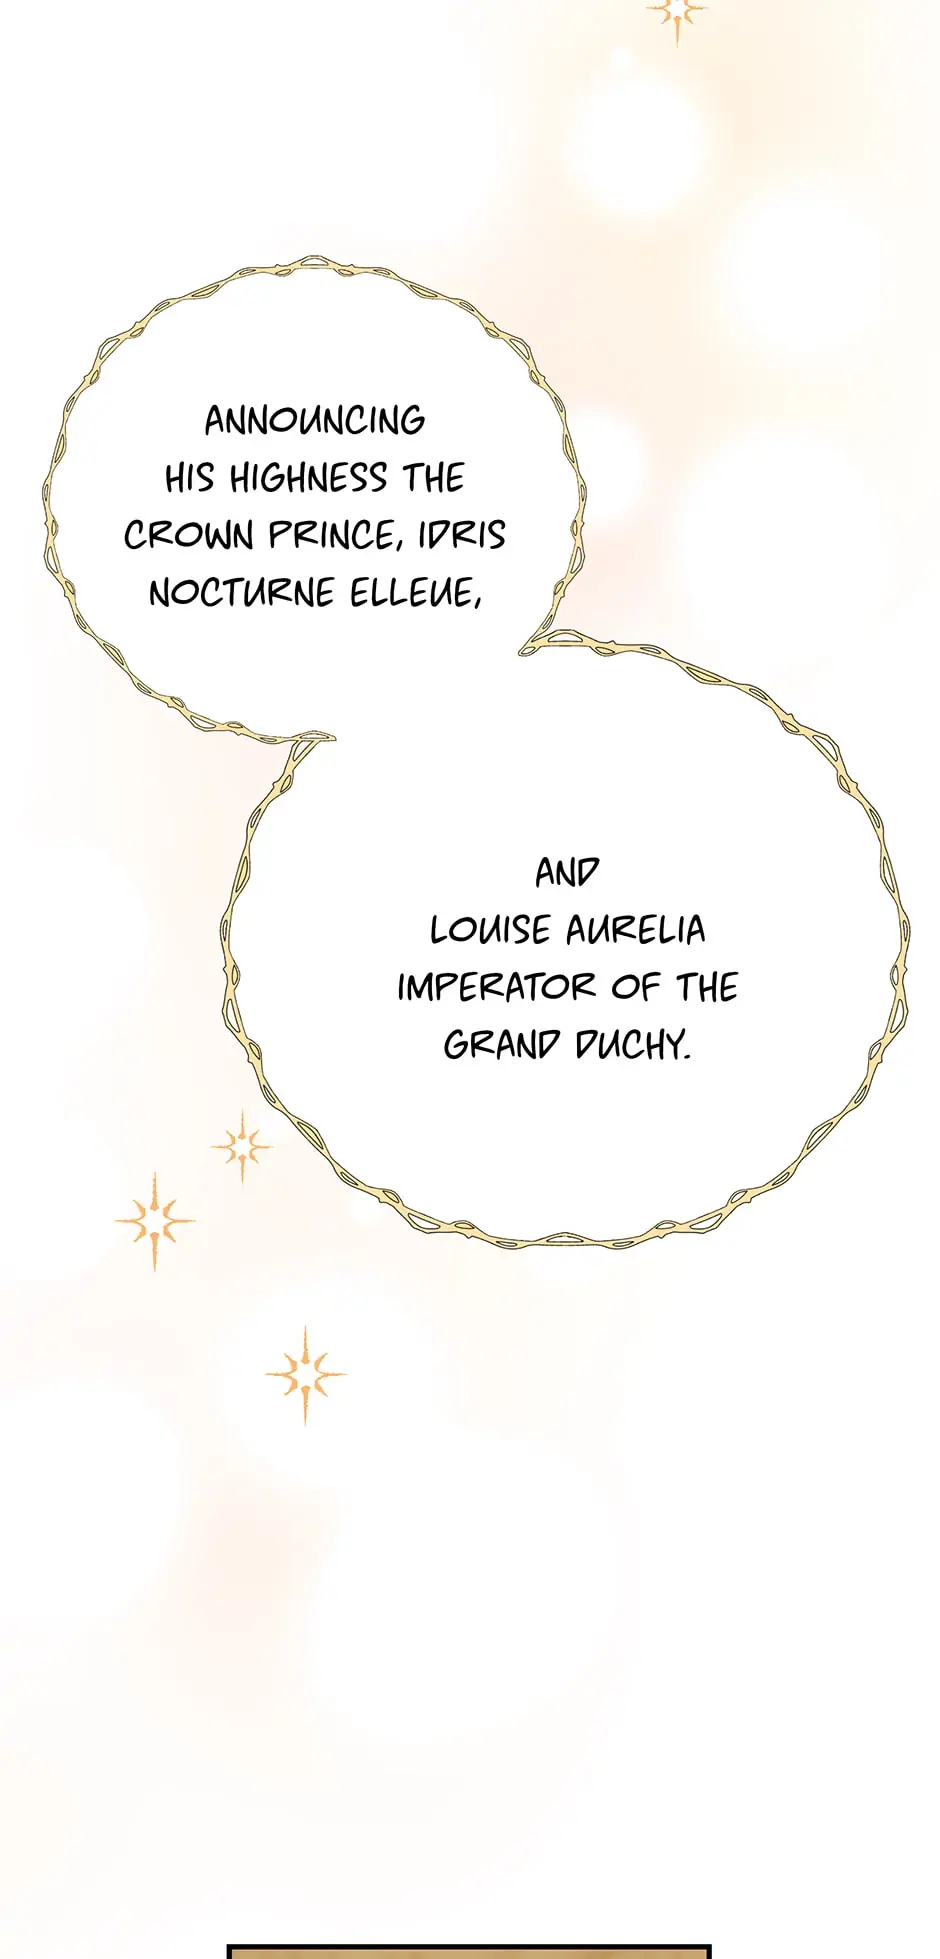 ANNOUNCING
HIS HIGHNESS THE
CROWN PRINCE, IDRIS
NOCTURNE ELLEUE,
AND
LOUISE AURELIA
IMPERATOR OF THE
GRAND DUCHY.